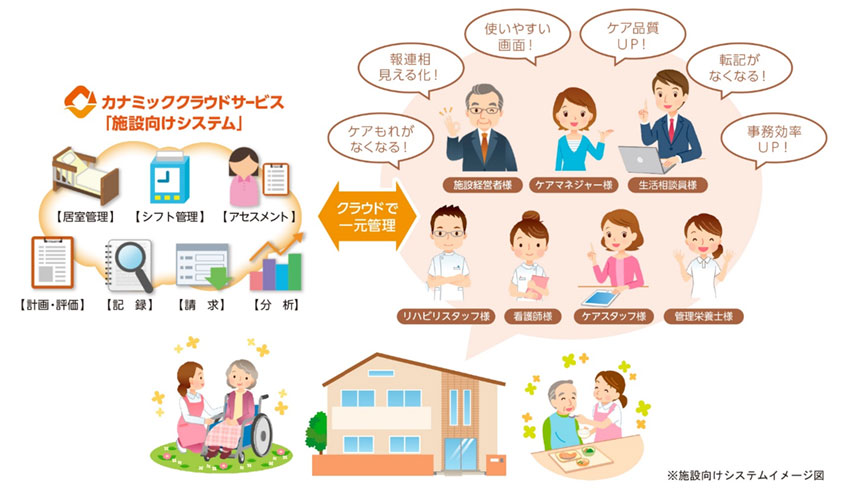 カナミッククラウドサービス
「施設向けシステム」
【居室管理】
【シフト管理】
【アセスメント】
【計画・評価】
【記 録】
【請 求】
【分 析】
クラウドで
一元管理
ケアもれが
なくなる！
報連相
見える化！
使いやすい
画面！
ケア品質
UP！
転記が
なくなる！
事務効率
UP！
施設経営者様
ケアマネジャー様
生活相談員様
リハビリスタッフ様
看護師様
ケアスタッフ様
管理栄養士様
※施設向けシステムイメージ図